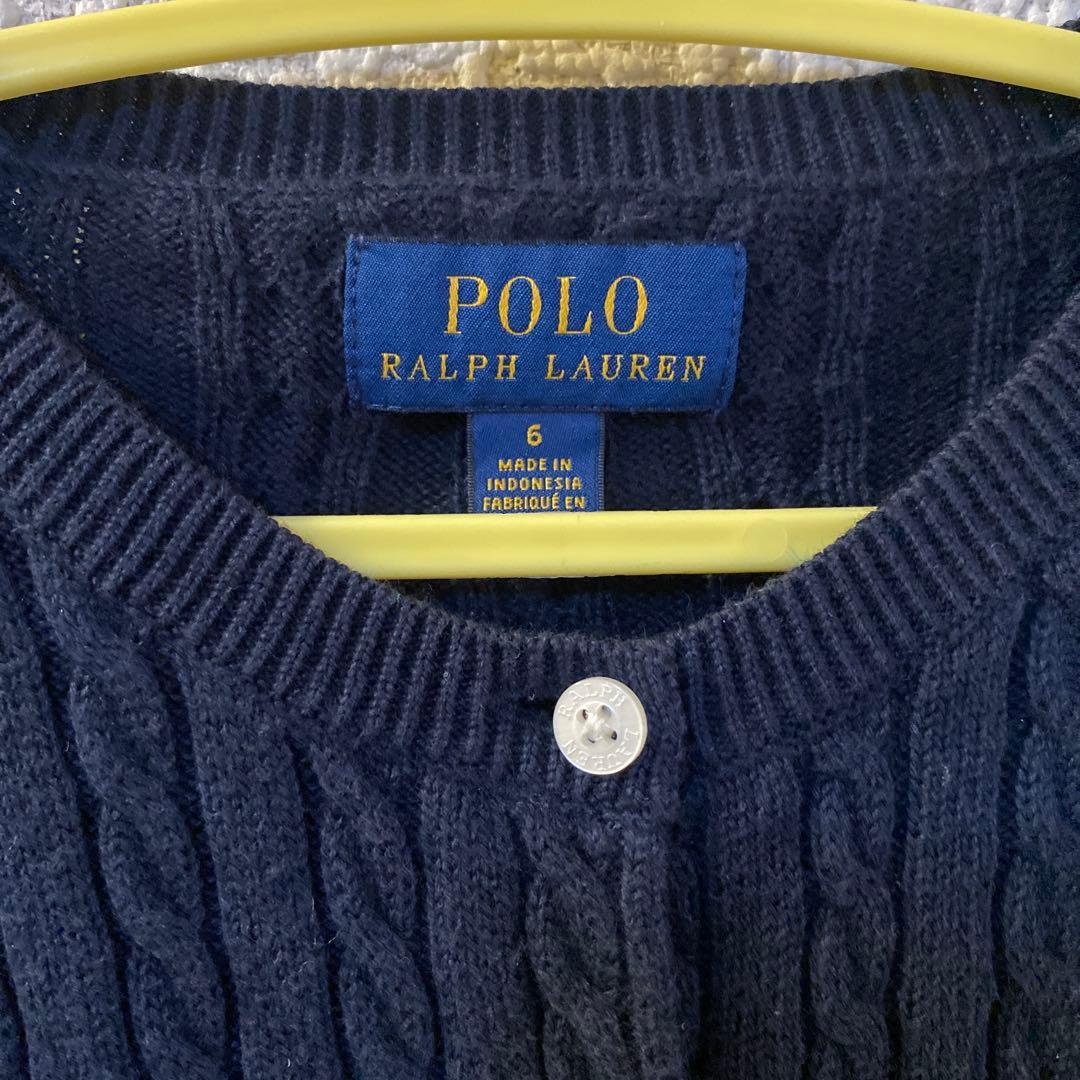 POLO
RALPH LAUREN
6
MADE IN
INDONESIA
FABRIQUÉ EN
RALPH LAUREN